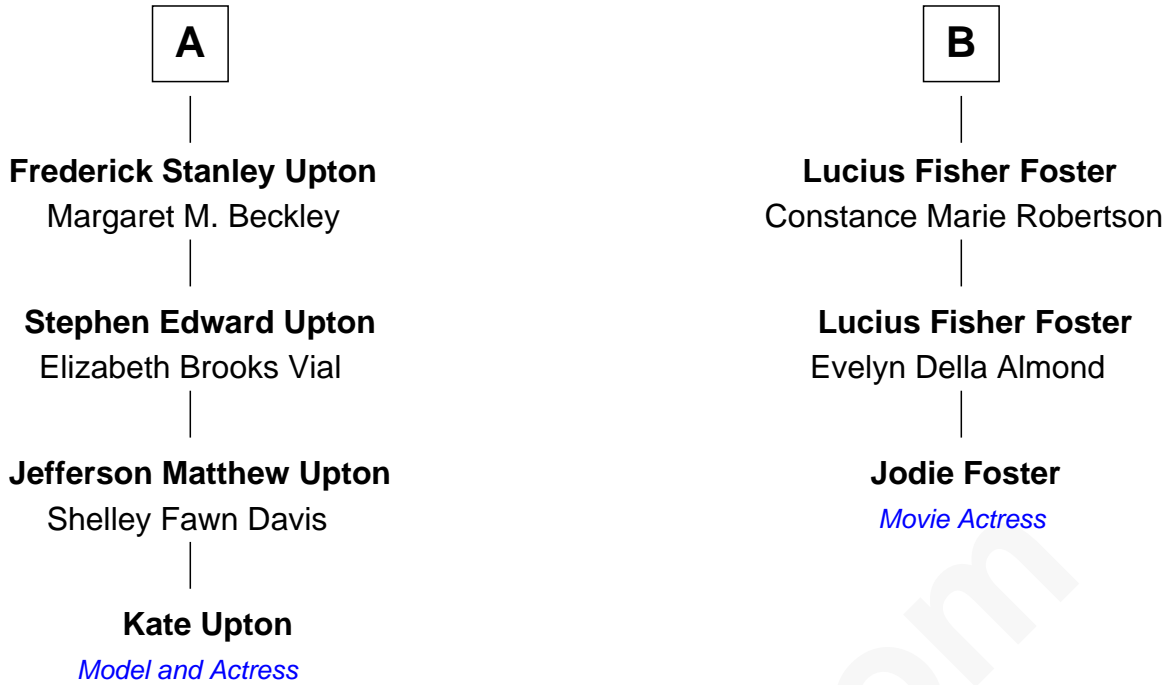 A
Frederick Stanley Upton
Margaret M. Beckley
Stephen Edward Upton
Elizabeth Brooks Vial
Jefferson Matthew Upton
Shelley Fawn Davis
Kate Upton
Model and Actress
B
Lucius Fisher Foster
Constance Marie Robertson
Lucius Fisher Foster
Evelyn Della Almond
Jodie Foster
Movie Actress
om